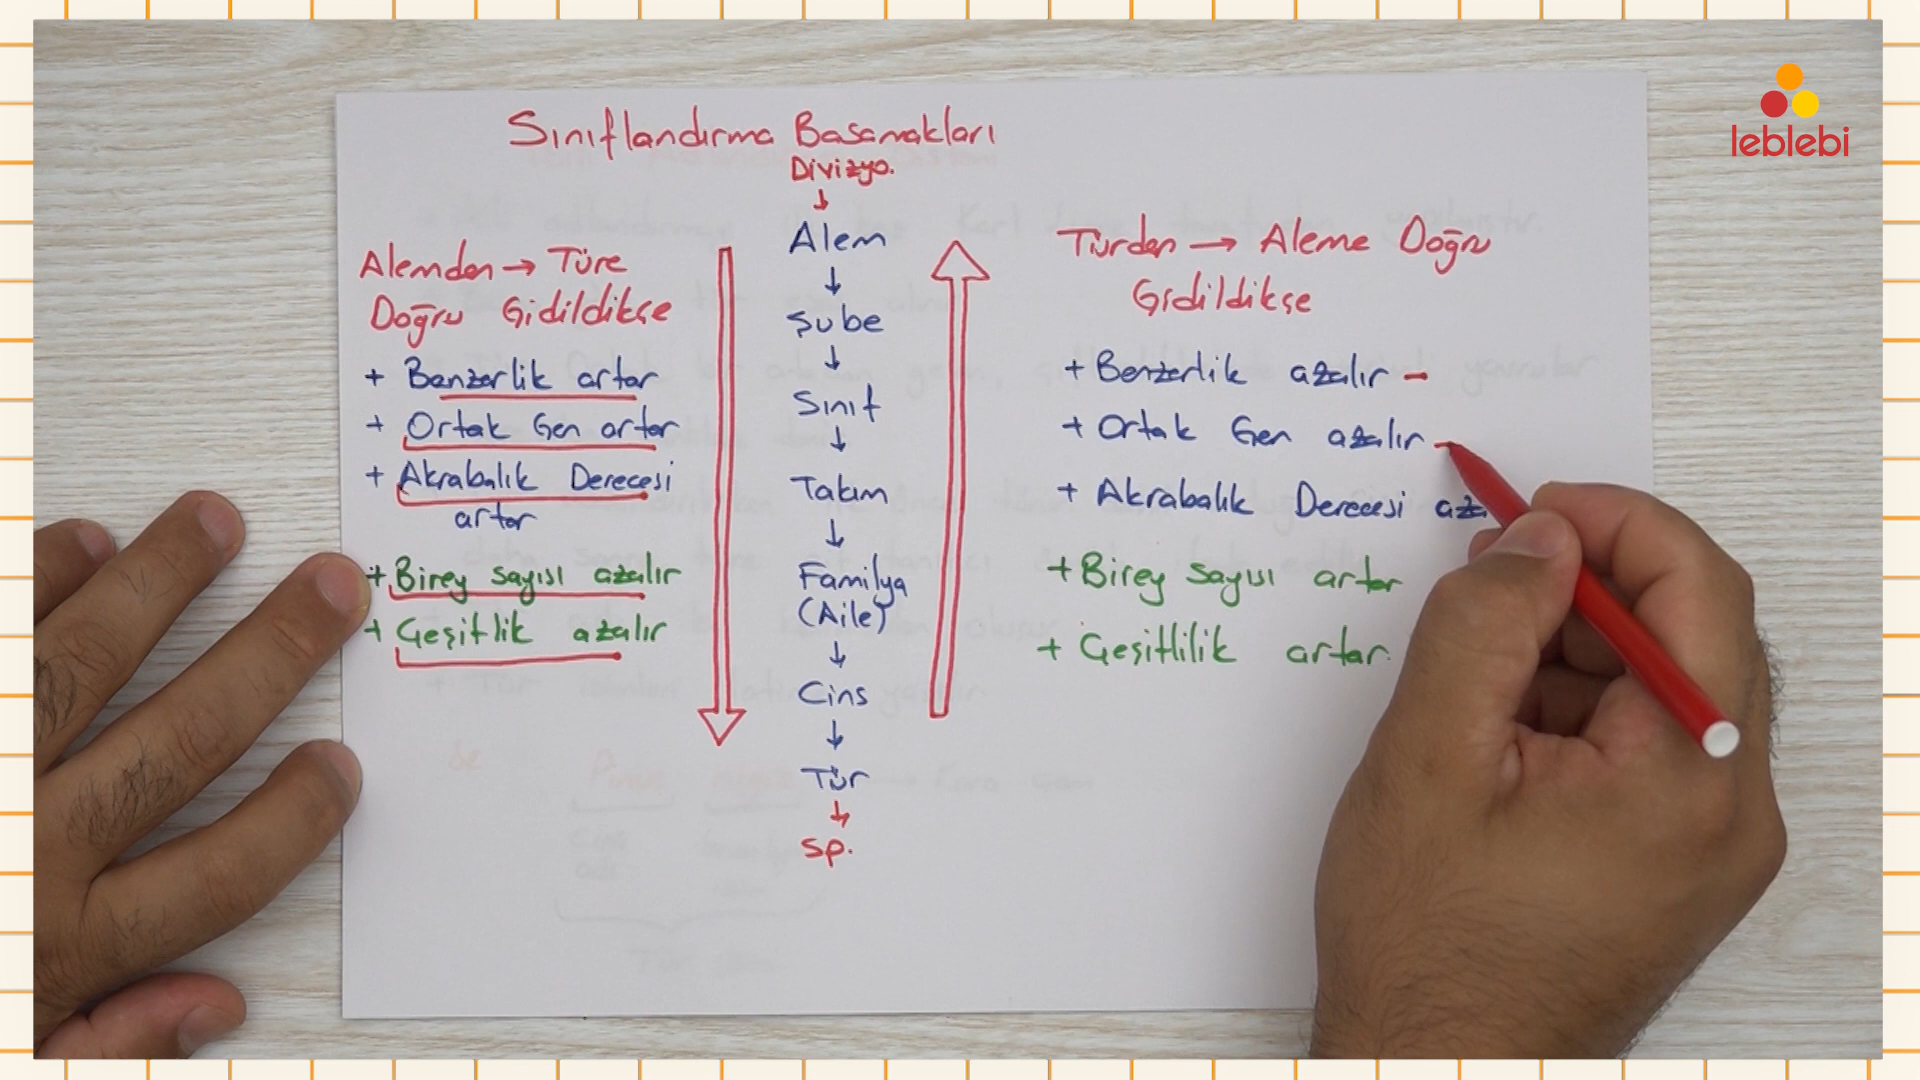 leblebi
Sınıflandırma Basamakları
Divizyo.
↓
Alem
↓
Şube
↓
Sınıf
↓
Takım
↓
Familya
(Aile)
↓
Cins
↓
Tür
↓
sp.
Alemden → Türe
Doğru Gidildikçe
+ Benzerlik artar
+ Ortak Gen artar
+ Akrabalık Derecesi
artar
+ Birey sayısı azalır
+ Çeşitlik azalır
Türden → Aleme Doğru
Gidildikçe
+ Benzerlik azalır -
+ Ortak Gen azalır -
+ Akrabalık Derecesi aza
+ Birey sayısı artar
+ Çeşitlilik artar.